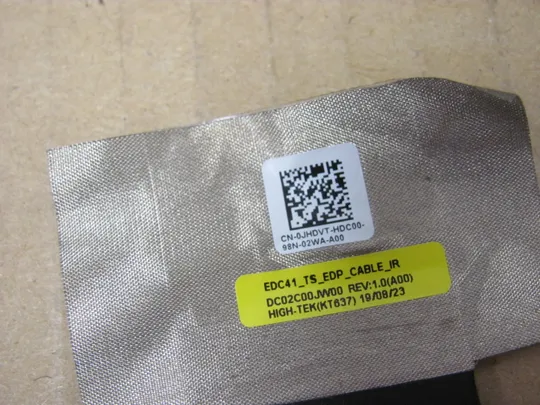 CN-0JHDVT-HDC00-
98N-02WA-A00
EDC41_TS_EDP_CABLE_IR
DC02C00JW00 REV:1.0(A00)
HIGH-TEK(KT637) 19/08/23